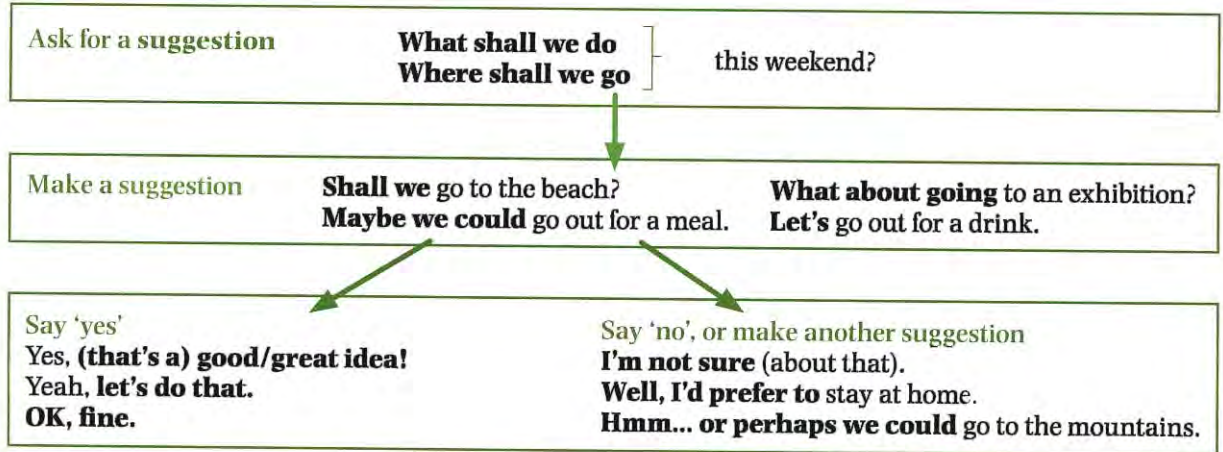 Ask for a suggestion
What shall we do
Where shall we go
this weekend?
Make a suggestion
Shall we go to the beach?
Maybe we could go out for a meal.
What about going to an exhibition?
Let's go out for a drink.
Say 'yes'
Yes, (that's a) good/great idea!
Yeah, let's do that.
OK, fine.
Say 'no', or make another suggestion
I'm not sure (about that).
Well, I'd prefer to stay at home.
Hmm... or perhaps we could go to the mountains.